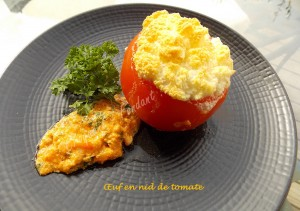 Œuf en nid de tomate